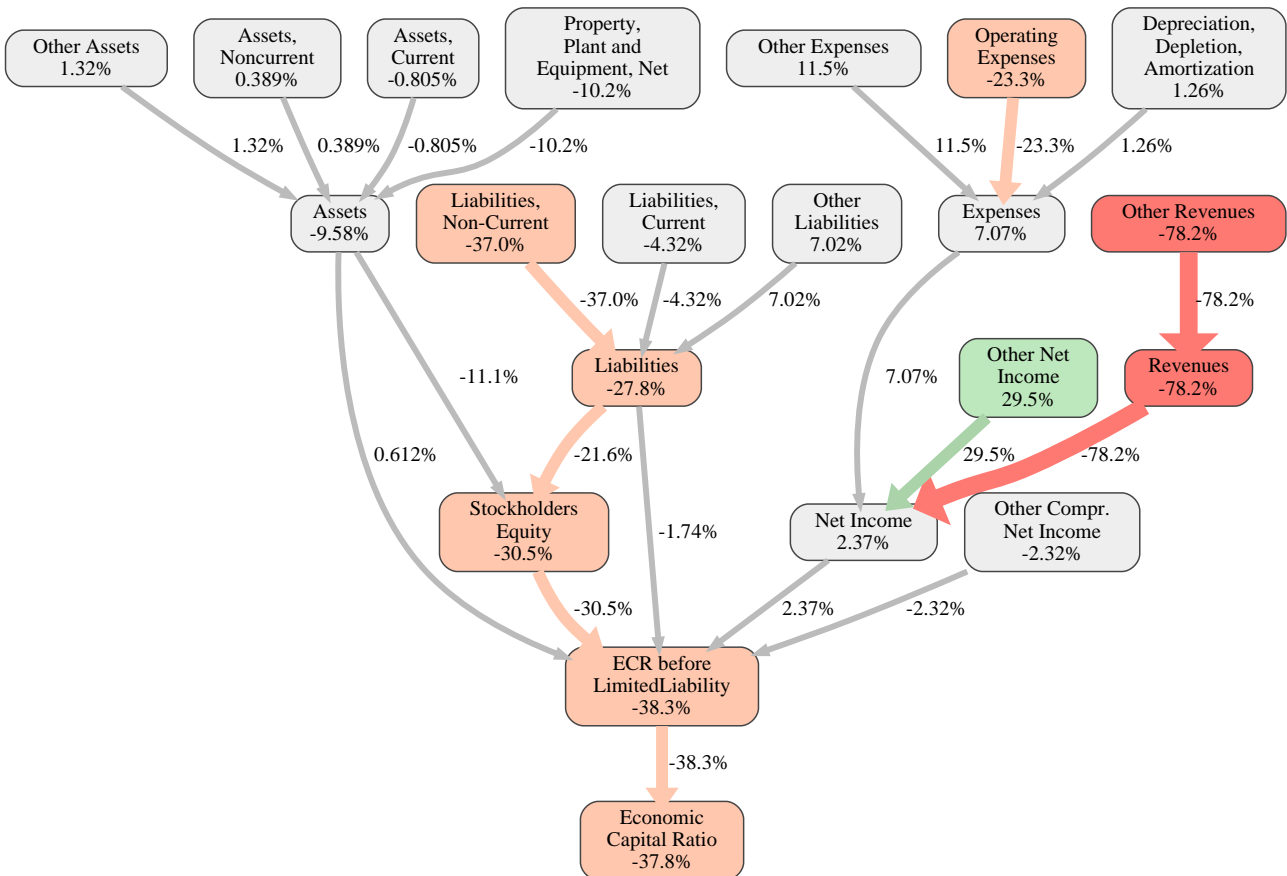 Other Assets
1.32%
Assets,
Noncurrent
0.389%
Assets,
Current
-0.805%
Property,
Plant and
Equipment, Net
-10.2%
Other Expenses
11.5%
Operating
Expenses
-23.3%
Depreciation,
Depletion,
Amortization
1.26%
1.32%
0.389%
-0.805%
-10.2%
11.5%
-23.3%
1.26%
Assets
-9.58%
Liabilities,
Non-Current
-37.0%
Liabilities,
Current
-4.32%
Other
Liabilities
7.02%
Expenses
7.07%
Other Revenues
-78.2%
-37.0%
-4.32%
7.02%
-78.2%
-11.1%
Liabilities
-27.8%
7.07%
Other Net
Income
29.5%
Revenues
-78.2%
0.612%
-21.6%
29.5%
-78.2%
Stockholders
Equity
-30.5%
-1.74%
Net Income
2.37%
Other Compr.
Net Income
-2.32%
-30.5%
2.37%
-2.32%
ECR before
LimitedLiability
-38.3%
-38.3%
Economic
Capital Ratio
-37.8%